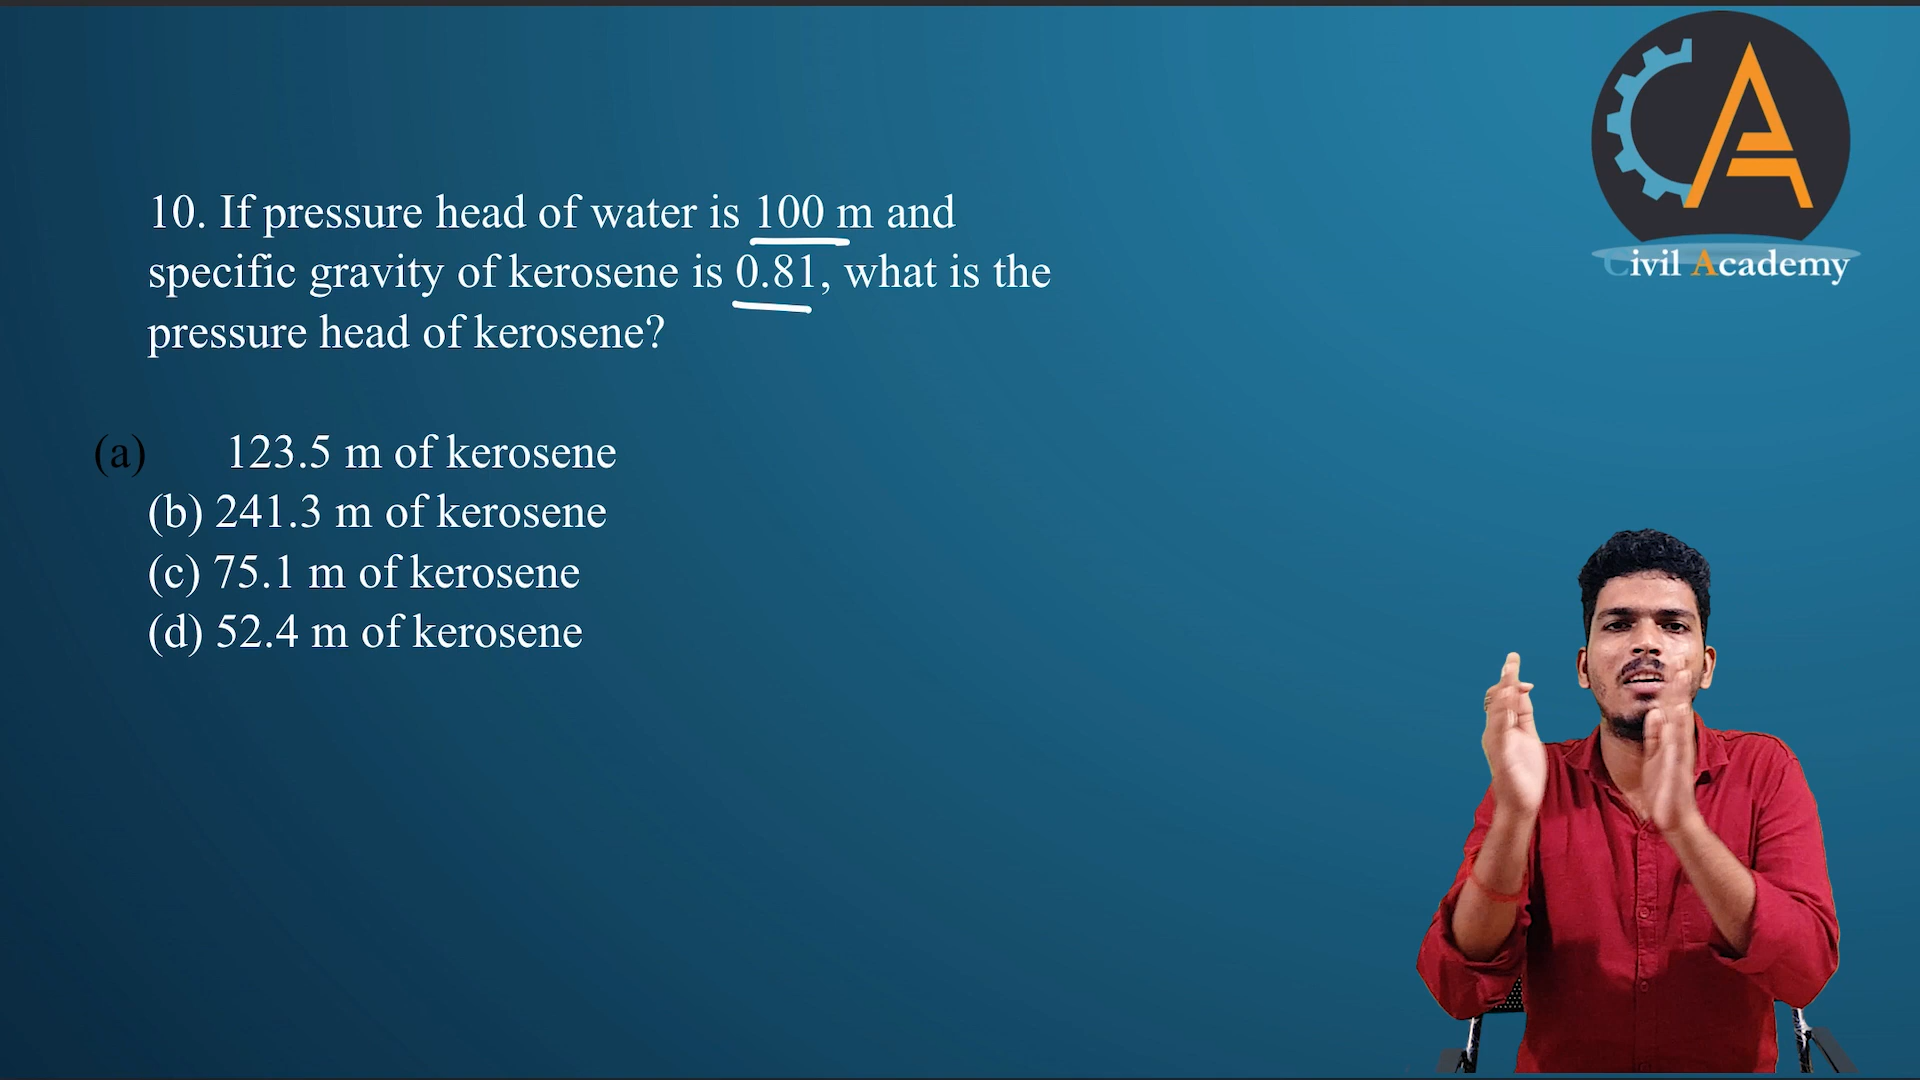 10. If pressure head of water is 100 m and
specific gravity of kerosene is 0.81, what is the
pressure head of kerosene?
(a) 123.5 m of kerosene
(b) 241.3 m of kerosene
(c) 75.1 m of kerosene
(d) 52.4 m of kerosene
CA
Civil Academy